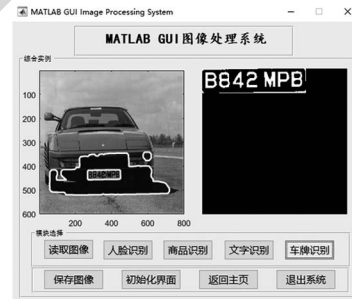 MATLAB GUI Image Processing System
MATLAB GUI图像处理系统
综合实例
B842 MPB
100
200
300
400
500
600
B842MPB
200 400 600 800
模块选择
读取图像 人脸识别 商品识别 文字识别 车牌识别
保存图像 初始化界面 返回主页 退出系统